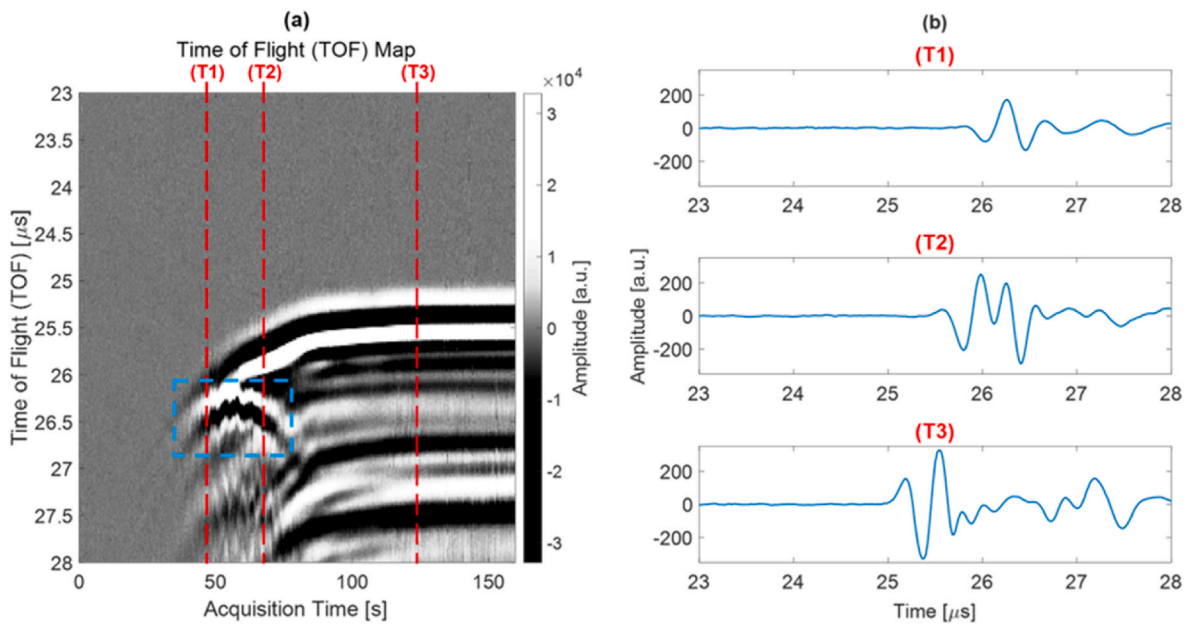 (a)
Time of Flight (TOF) Map
(T1) (T2) (T3)
×10⁴
23
23.5
24
24.5
25
25.5
26
26.5
27
27.5
28
Time of Flight (TOF) [μs]
0 50 100 150
Acquisition Time [s]
3
2
1
0
-1
-2
-3
Amplitude [a.u.]
(b)
(T1)
200
0
-200
23 24 25 26 27 28
(T2)
200
0
-200
23 24 25 26 27 28
Amplitude [a.u.]
(T3)
200
0
-200
23 24 25 26 27 28
Time [μs]